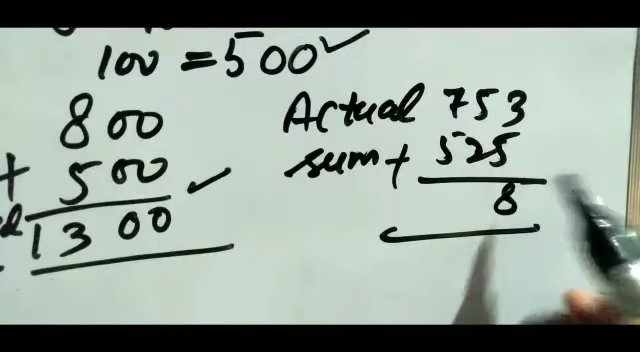 100 = 500 ✓
800
+ 500 ✓
1300
Actual 753
sum + 525
8